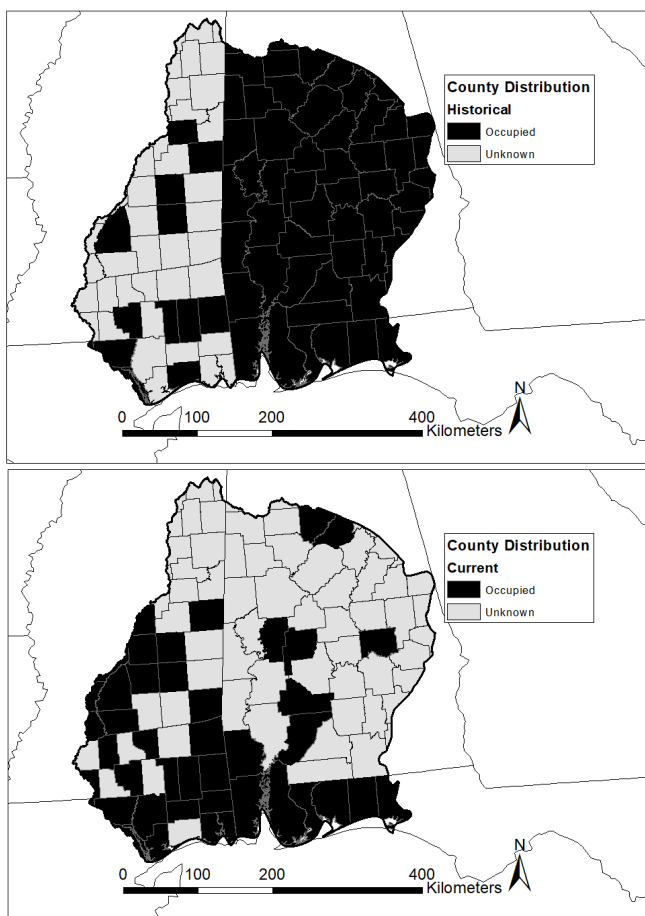 County Distribution
Historical
Occupied
Unknown
N
0 100 200 400
Kilometers
County Distribution
Current
Occupied
Unknown
N
0 100 200 400
Kilometers